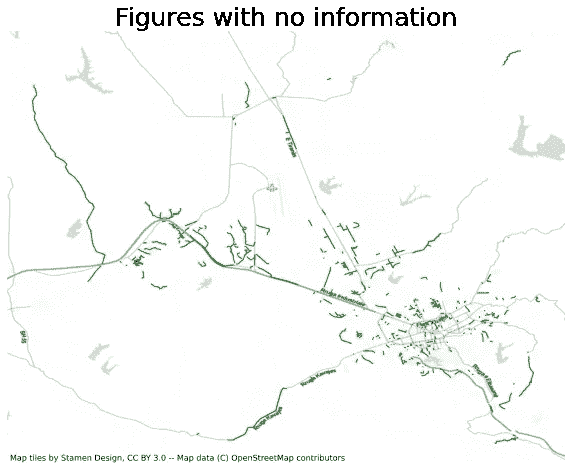 Figures with no information
Map tiles by Stamen Design, CC BY 3.0 -- Map data (C) OpenStreetMap contributors